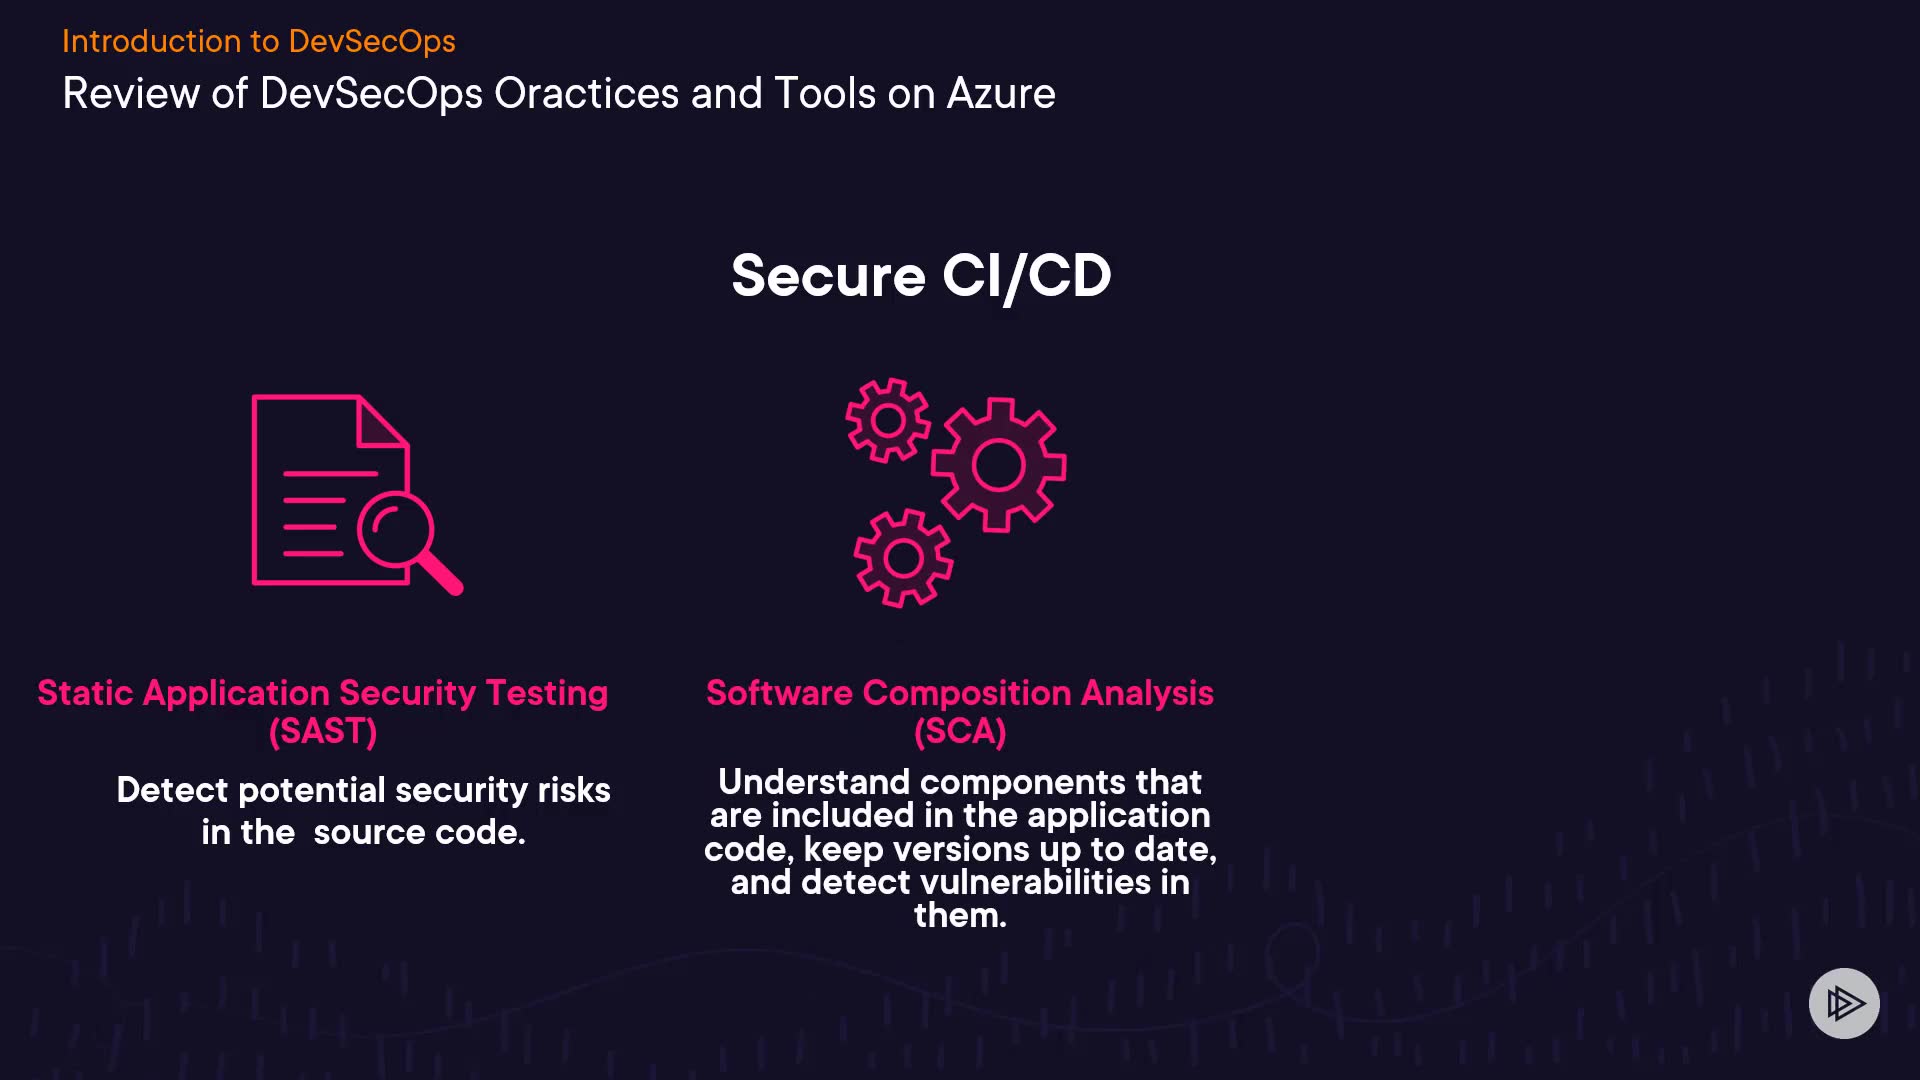 Introduction to DevSecOps
Review of DevSecOps Oractices and Tools on Azure
Secure CI/CD
Static Application Security Testing
(SAST)
Detect potential security risks
in the  source code.
Software Composition Analysis
(SCA)
Understand components that
are included in the application
code, keep versions up to date,
and detect vulnerabilities in
them.